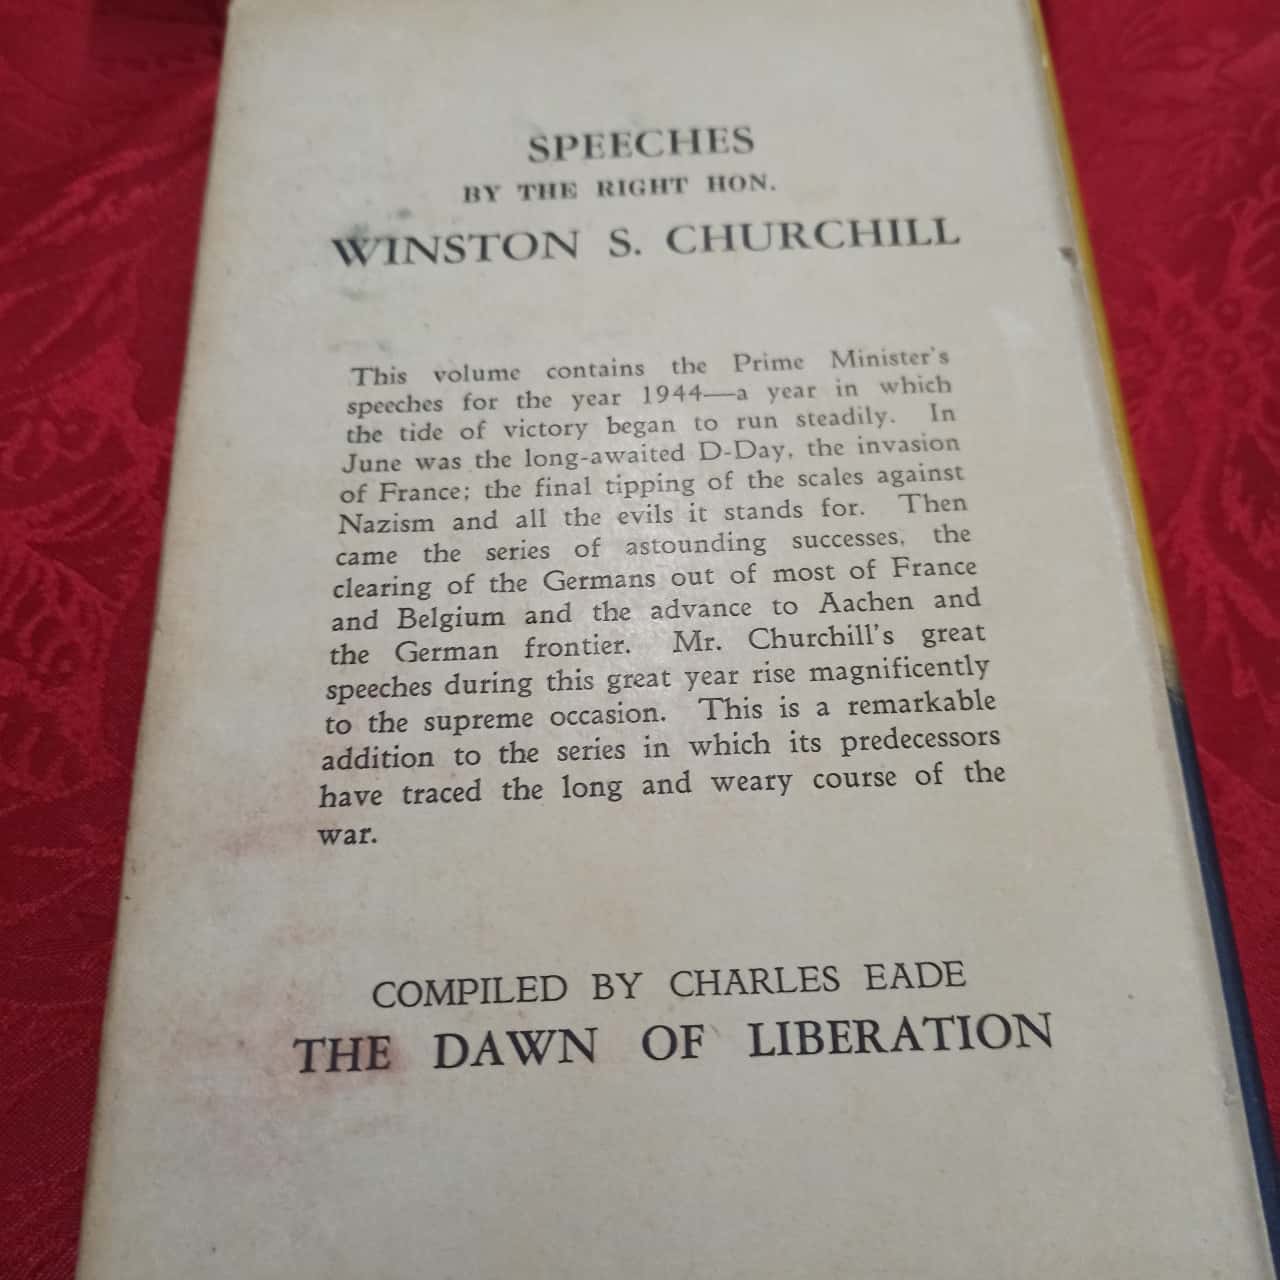 SPEECHES
BY THE RIGHT HON.
WINSTON S. CHURCHILL
This volume contains the Prime Minister's
speeches for the year 1944—a year in which
the tide of victory began to run steadily. In
June was the long-awaited D-Day, the invasion
of France; the final tipping of the scales against
Nazism and all the evils it stands for. Then
came the series of astounding successes, the
clearing of the Germans out of most of France
and Belgium and the advance to Aachen and
the German frontier. Mr. Churchill's great
speeches during this great year rise magnificently
to the supreme occasion. This is a remarkable
addition to the series in which its predecessors
have traced the long and weary course of the
war.
COMPILED BY CHARLES EADE
THE DAWN OF LIBERATION